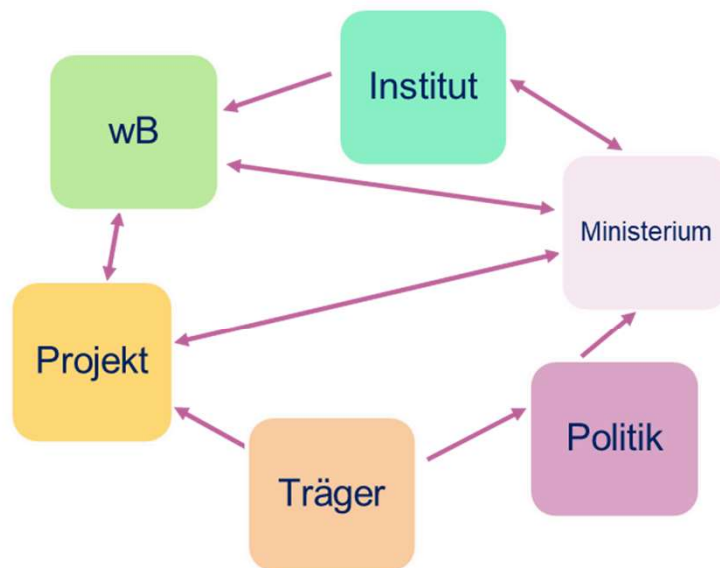 Institut
wB
Ministerium
Projekt
Politik
Träger